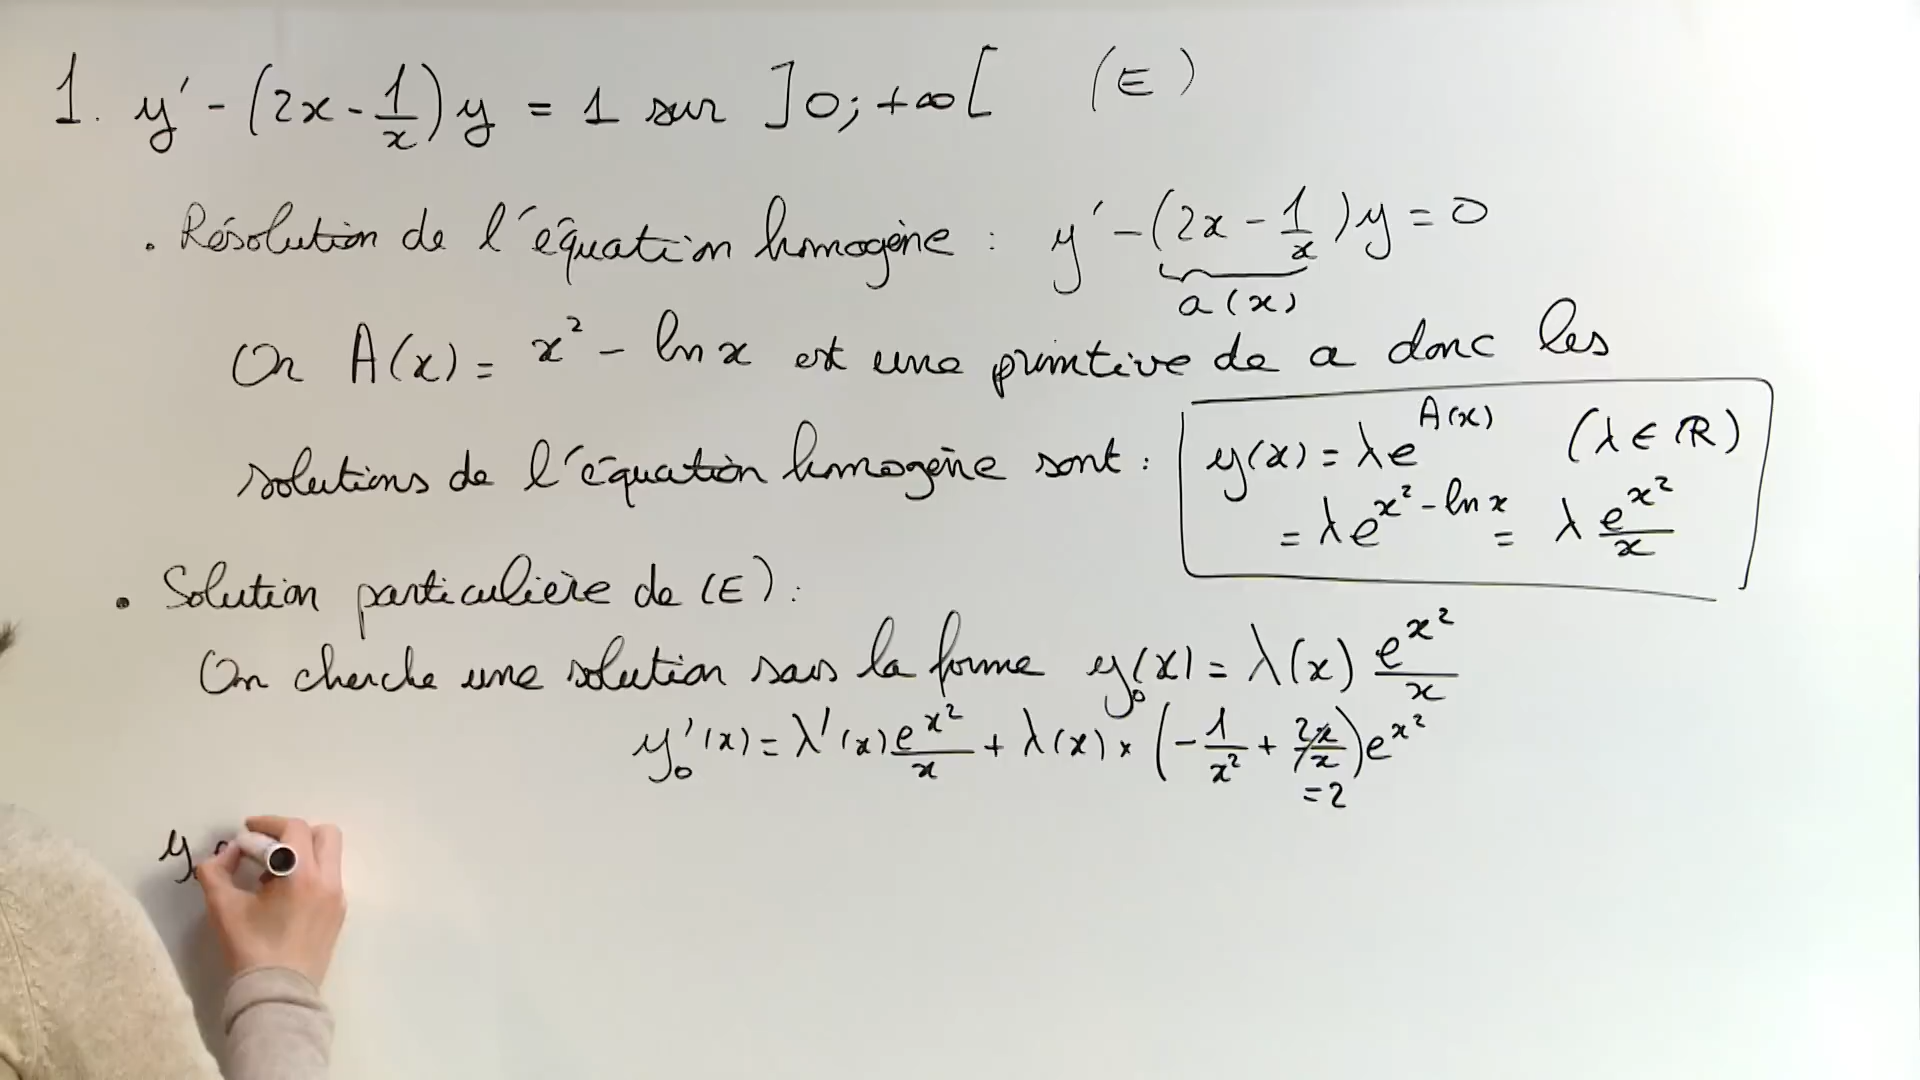 1. y' - (2x - 1/x) y = 1 sur ]0; +∞[ (E)
. Résolution de l'équation homogène : y' - (2x - 1/x) y = 0
a(x)
On A(x) = x² - ln x est une primitive de a donc les
solutions de l'équation homogène sont : y(x) = λe^A(x) (λ ∈ ℝ)
= λe^(x² - ln x) = λ e^x²/x
. Solution particulière de (E) :
On cherche une solution sous la forme y₀(x) = λ(x) e^x²/x
y₀'(x) = λ'(x) e^x²/x + λ(x) × (-1/x² + 2x/x) e^x²
= 2
y